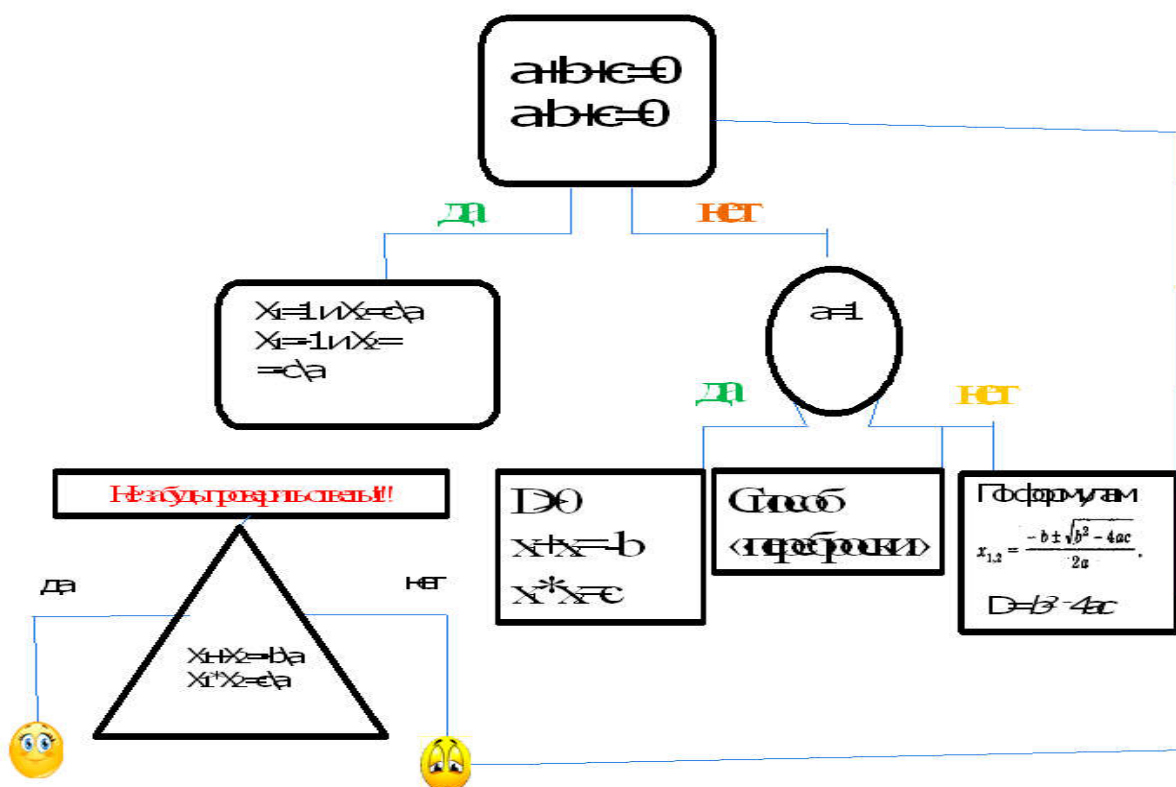 a+b+c=0
a-b+c=0
да
нет
X₁=1 и X₂=c\a
X₁=-1 и X₂=
=-c\a
a=1
да
нет
Не забудь проверить ответы!!!
D>0
x₁+x₂=-b
x₁*x₂=c
Способ
«переброски»
По формулам
x₁,₂ = (-b ± √(b² - 4ac)) / 2a ,
D=b²-4ac
да
нет
X₁+X₂=-b\a
X₁*X₂=c\a